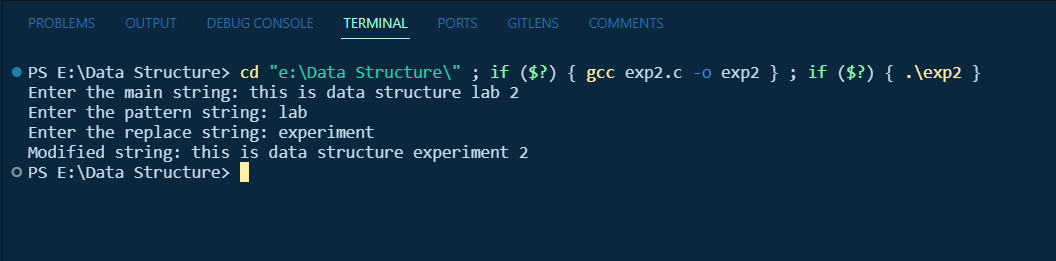 PROBLEMS OUTPUT DEBUG CONSOLE TERMINAL PORTS GITLENS COMMENTS
PS E:\Data Structure> cd "e:\Data Structure\" ; if ($?) { gcc exp2.c -o exp2 } ; if ($?) { .\exp2 }
Enter the main string: this is data structure lab 2
Enter the pattern string: lab
Enter the replace string: experiment
Modified string: this is data structure experiment 2
PS E:\Data Structure>